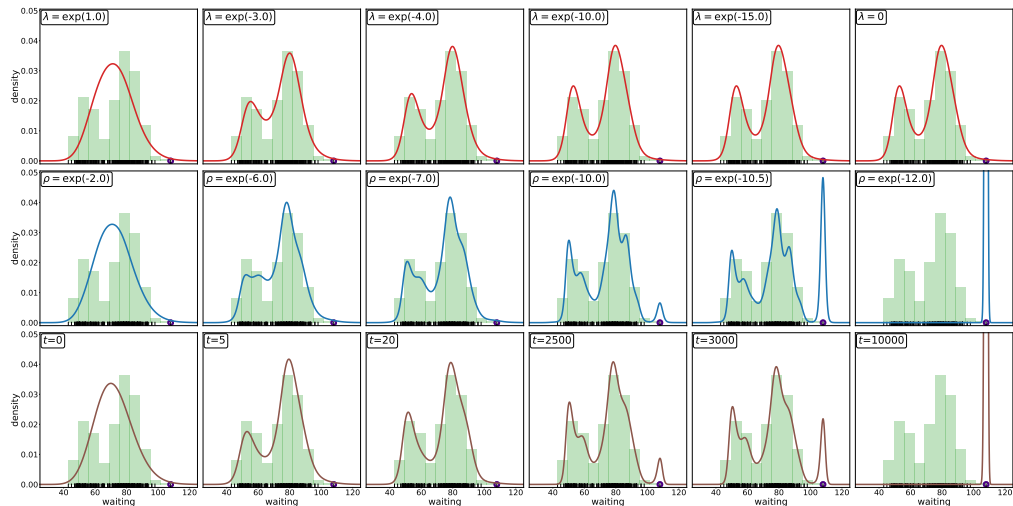 λ = exp(1.0) λ = exp(-3.0) λ = exp(-4.0) λ = exp(-10.0) λ = exp(-15.0) λ = 0
0.05
0.04
0.03
0.02
0.01
0.00
density
ρ = exp(-2.0) ρ = exp(-6.0) ρ = exp(-7.0) ρ = exp(-10.0) ρ = exp(-10.5) ρ = exp(-12.0)
0.05
0.04
0.03
0.02
0.01
0.00
density
t=0 t=5 t=20 t=2500 t=3000 t=10000
0.05
0.04
0.03
0.02
0.01
0.00
density
40 60 80 100 120 40 60 80 100 120 40 60 80 100 120 40 60 80 100 120 40 60 80 100 120 40 60 80 100 120
waiting waiting waiting waiting waiting waiting